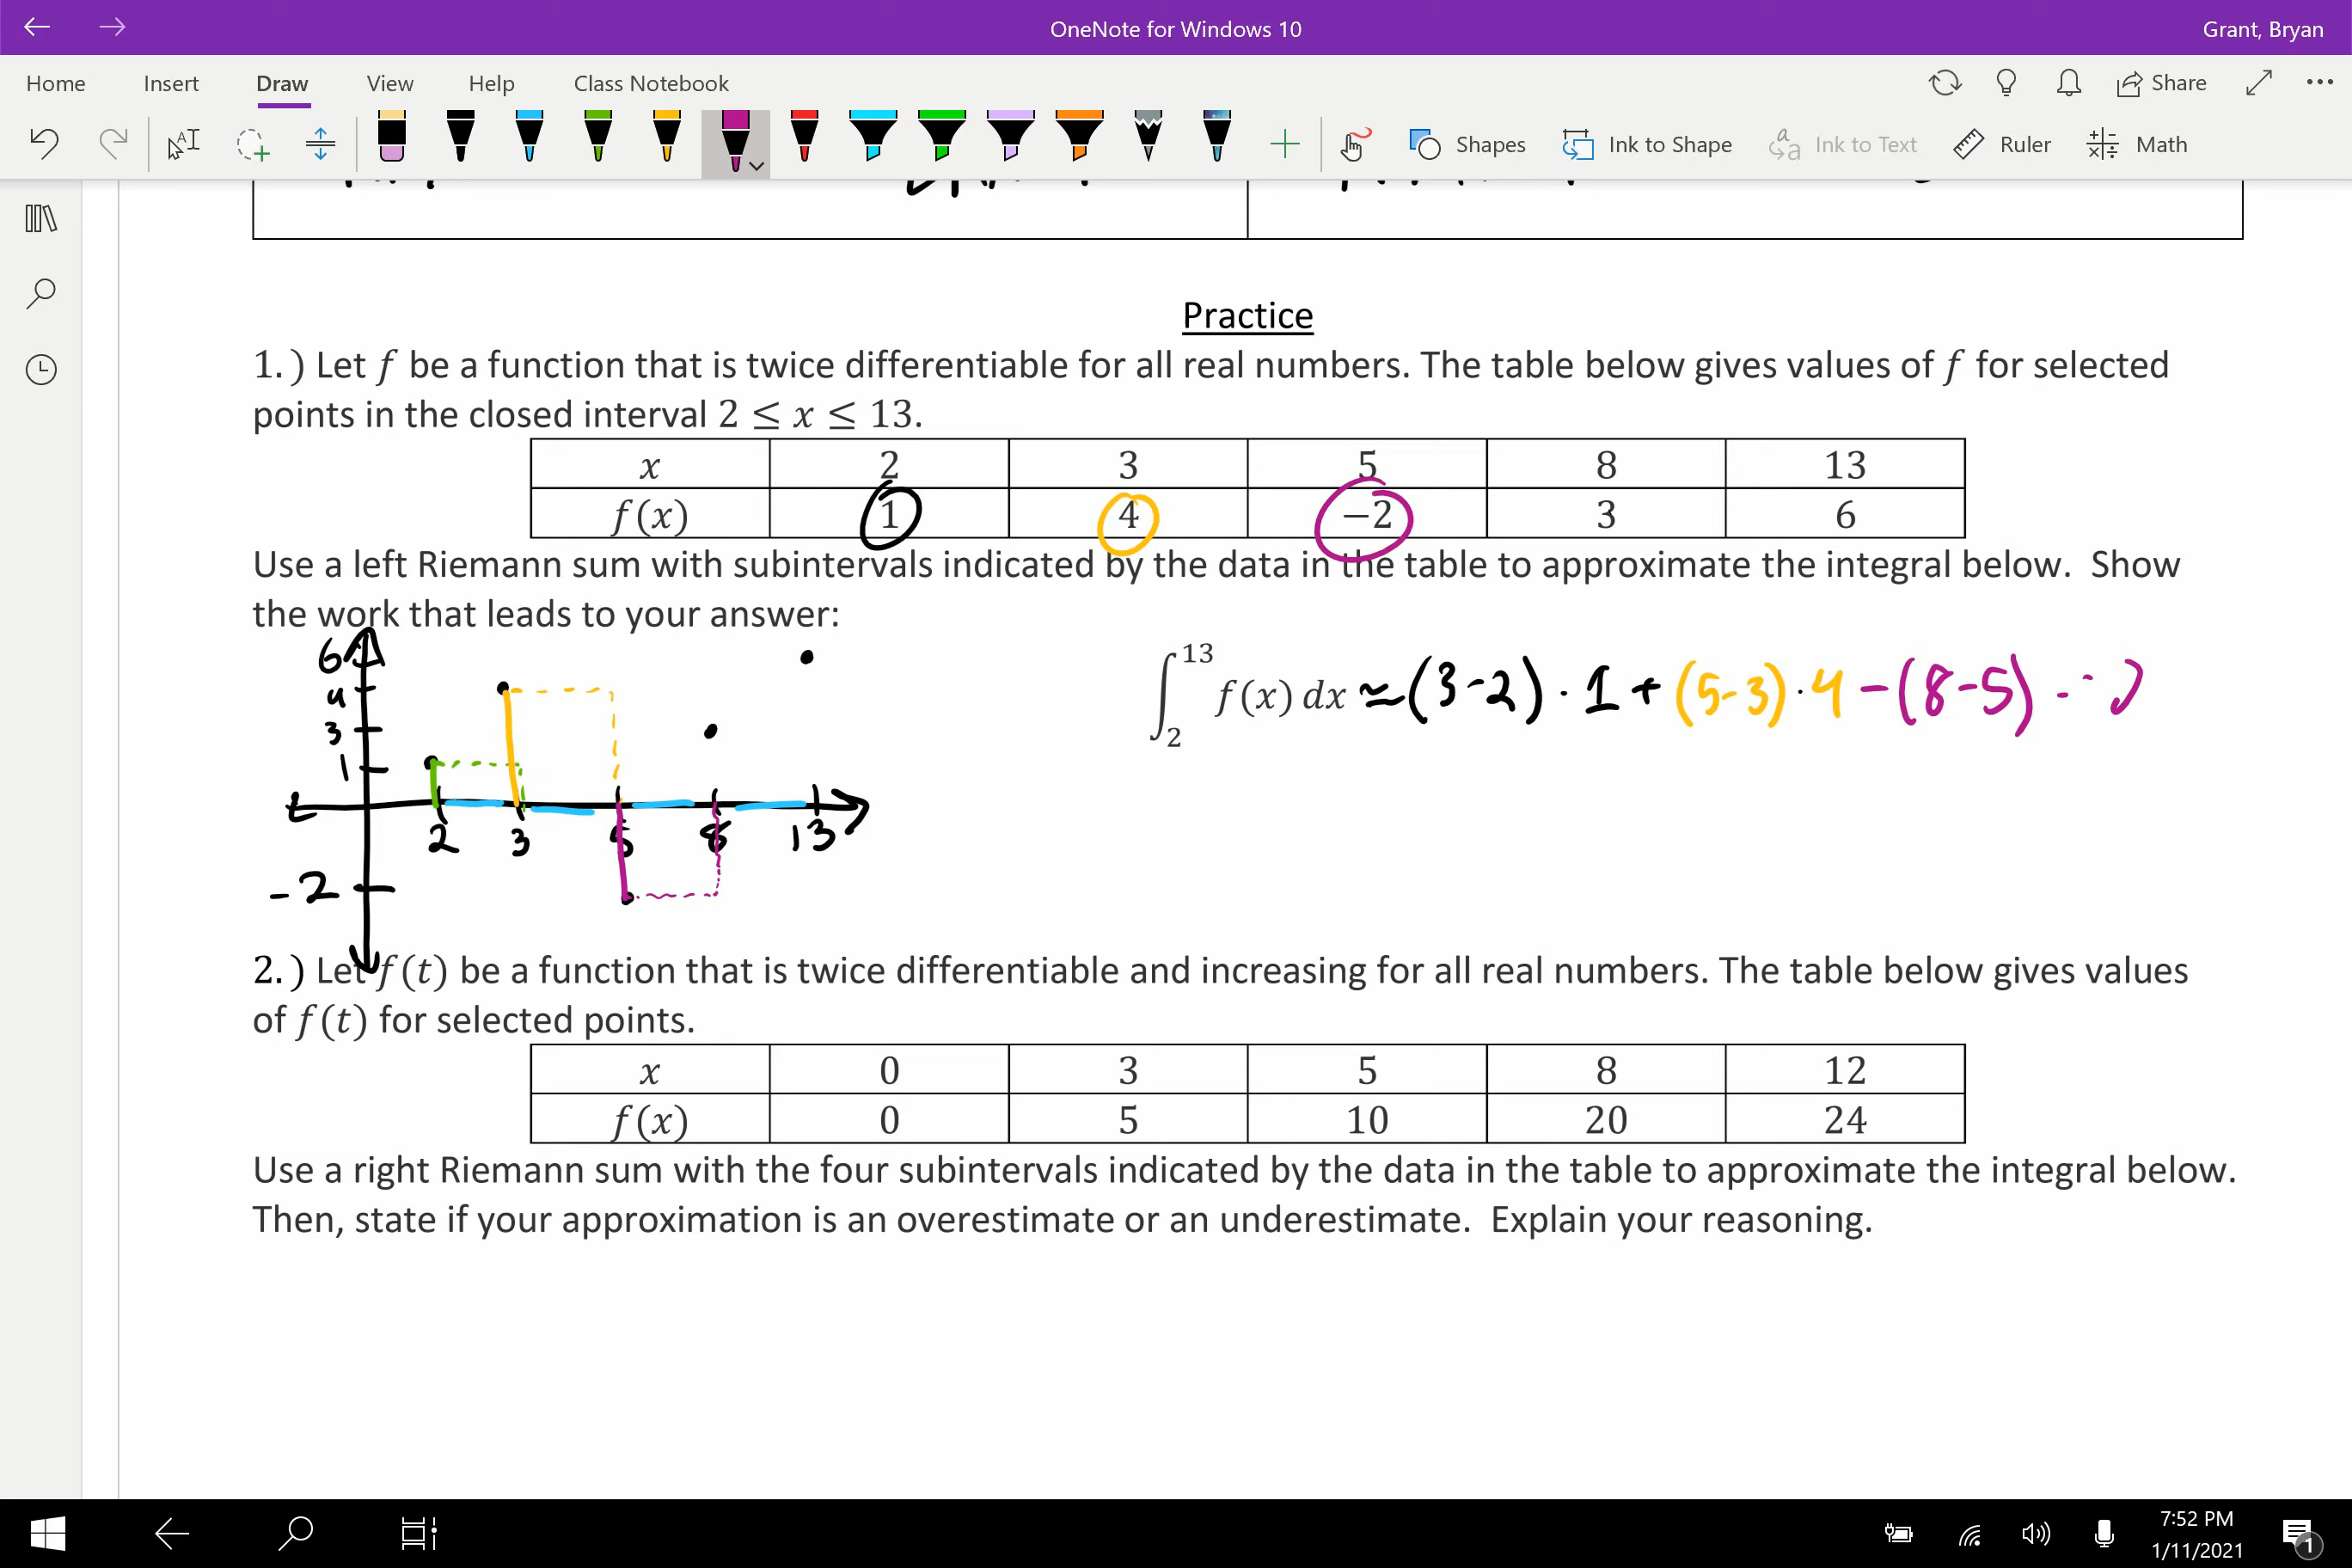 OneNote for Windows 10
Grant, Bryan
Home Insert Draw View Help Class Notebook Share
Shapes Ink to Shape Ink to Text Ruler Math
Practice
1.) Let f be a function that is twice differentiable for all real numbers. The table below gives values of f for selected
points in the closed interval 2 ≤ x ≤ 13.
x 2 3 5 8 13
f(x) 1 4 −2 3 6
Use a left Riemann sum with subintervals indicated by the data in the table to approximate the integral below. Show
the work that leads to your answer:
6
4
3
1
2 3 5 8 13
-2
∫₂¹³ f(x) dx ≈ (3-2) · 1 + (5-3) · 4 - (8-5) ·
2.) Let f(t) be a function that is twice differentiable and increasing for all real numbers. The table below gives values
of f(t) for selected points.
x 0 3 5 8 12
f(x) 0 5 10 20 24
Use a right Riemann sum with the four subintervals indicated by the data in the table to approximate the integral below.
Then, state if your approximation is an overestimate or an underestimate. Explain your reasoning.
7:52 PM
1/11/2021
1